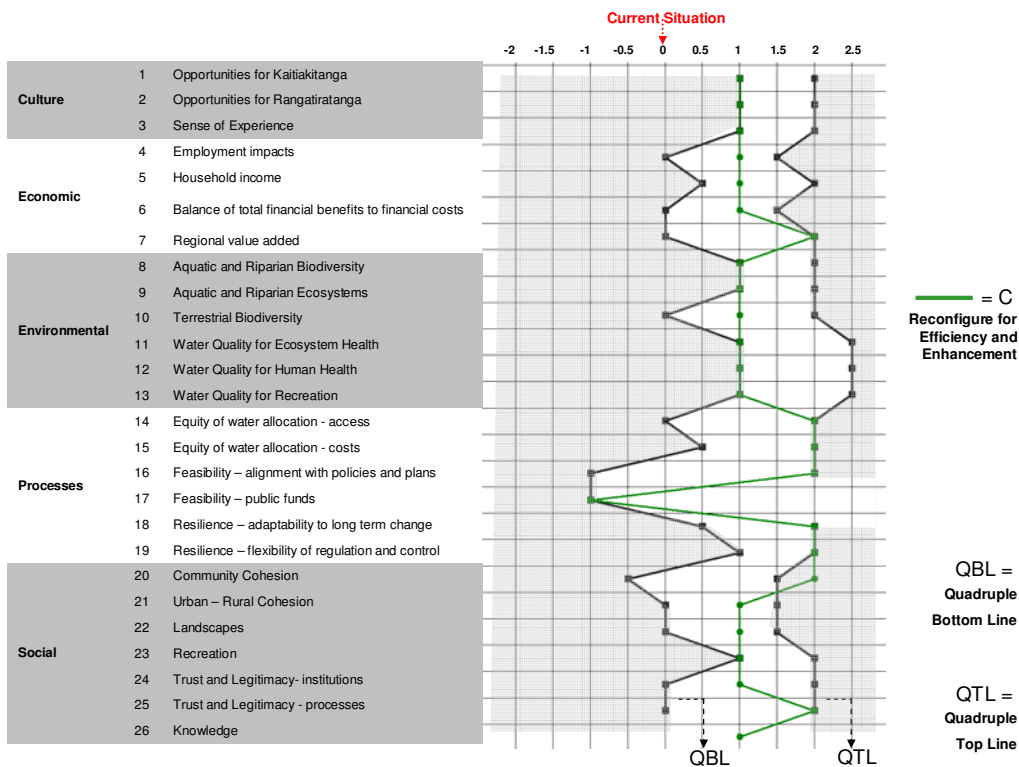 Current Situation
-2 -1.5 -1 -0.5 0 0.5 1 1.5 2 2.5
Culture
1 Opportunities for Kaitiakitanga
2 Opportunities for Rangatiratanga
3 Sense of Experience
Economic
4 Employment impacts
5 Household income
6 Balance of total financial benefits to financial costs
7 Regional value added
Environmental
8 Aquatic and Riparian Biodiversity
9 Aquatic and Riparian Ecosystems
10 Terrestrial Biodiversity
11 Water Quality for Ecosystem Health
12 Water Quality for Human Health
13 Water Quality for Recreation
Processes
14 Equity of water allocation - access
15 Equity of water allocation - costs
16 Feasibility – alignment with policies and plans
17 Feasibility – public funds
18 Resilience – adaptability to long term change
19 Resilience – flexibility of regulation and control
Social
20 Community Cohesion
21 Urban – Rural Cohesion
22 Landscapes
23 Recreation
24 Trust and Legitimacy- institutions
25 Trust and Legitimacy - processes
26 Knowledge
QBL
QTL
= C
Reconfigure for
Efficiency and
Enhancement
QBL =
Quadruple
Bottom Line
QTL =
Quadruple
Top Line